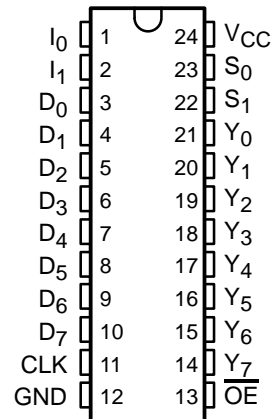 I0 1 24 VCC
I1 2 23 S0
D0 3 22 S1
D1 4 21 Y0
D2 5 20 Y1
D3 6 19 Y2
D4 7 18 Y3
D5 8 17 Y4
D6 9 16 Y5
D7 10 15 Y6
CLK 11 14 Y7
GND 12 13 O̅E̅